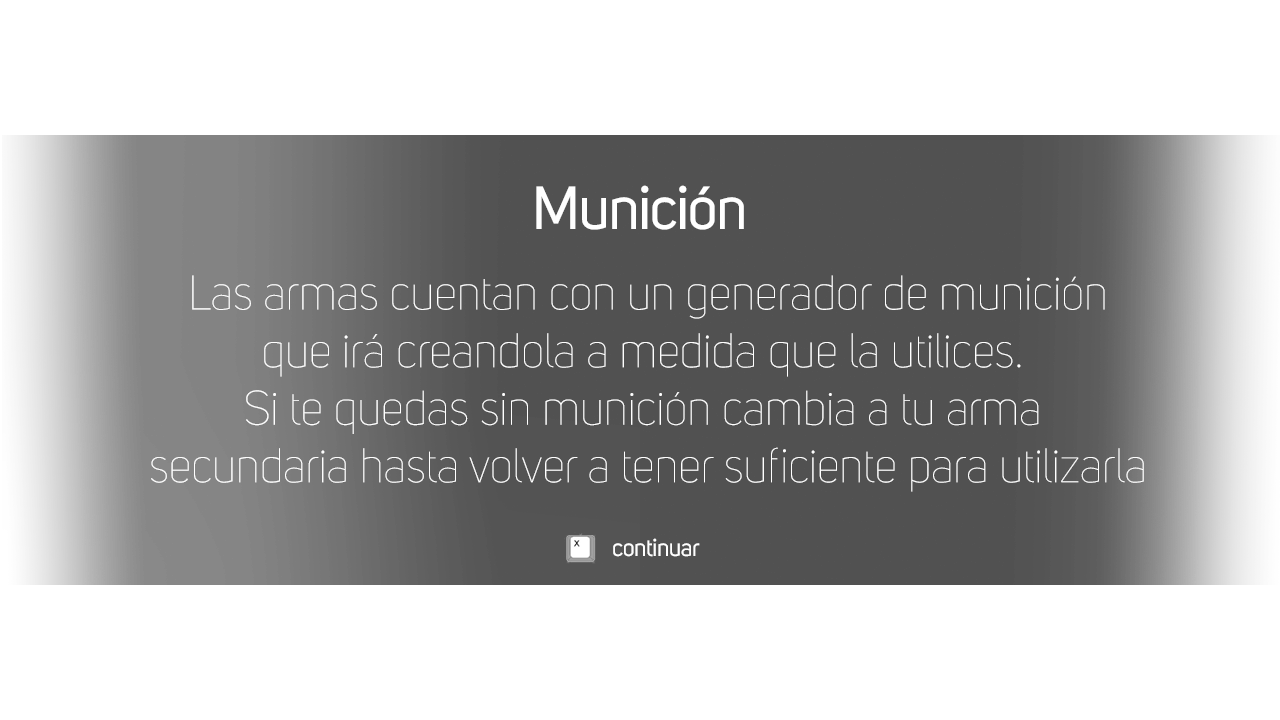 Munición
Las armas cuentan con un generador de munición
que irá creandola a medida que la utilices.
Si te quedas sin munición cambia a tu arma
secundaria hasta volver a tener suficiente para utilizarla
X continuar